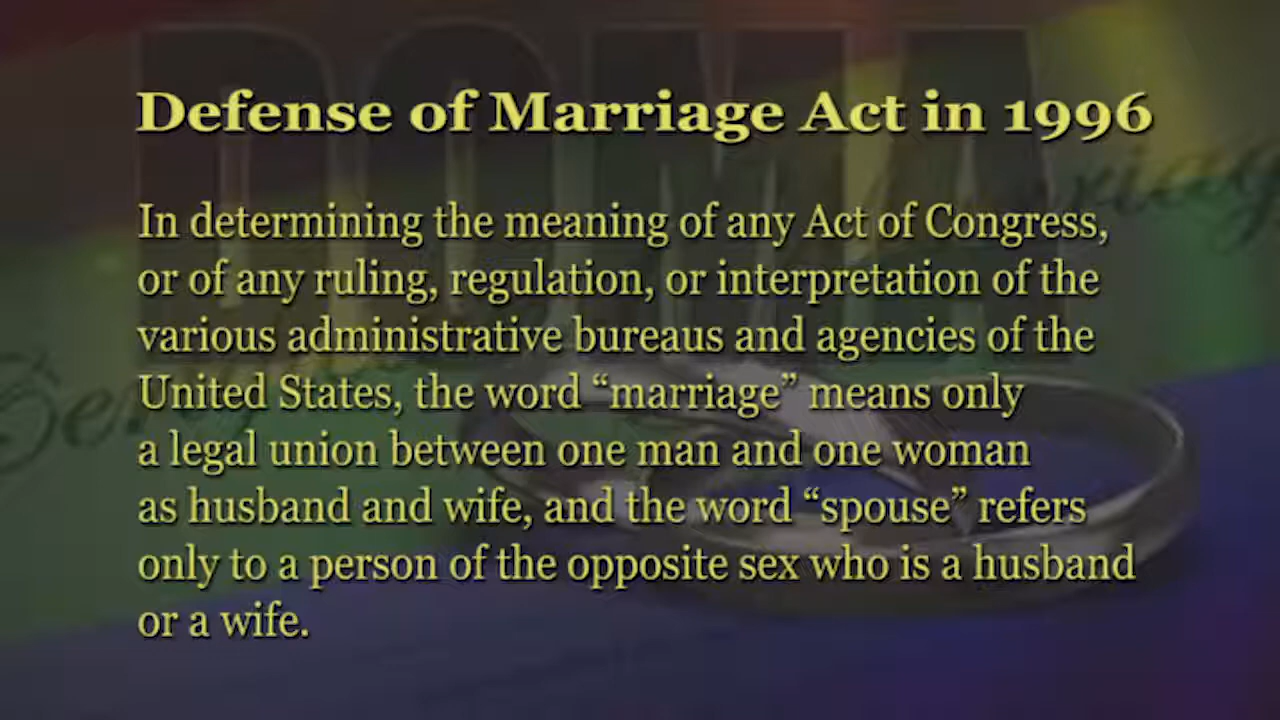 DOMA
Defense of Marriage Act in 1996
In determining the meaning of any Act of Congress,
or of any ruling, regulation, or interpretation of the
various administrative bureaus and agencies of the
United States, the word “marriage” means only
a legal union between one man and one woman
as husband and wife, and the word “spouse” refers
only to a person of the opposite sex who is a husband
or a wife.